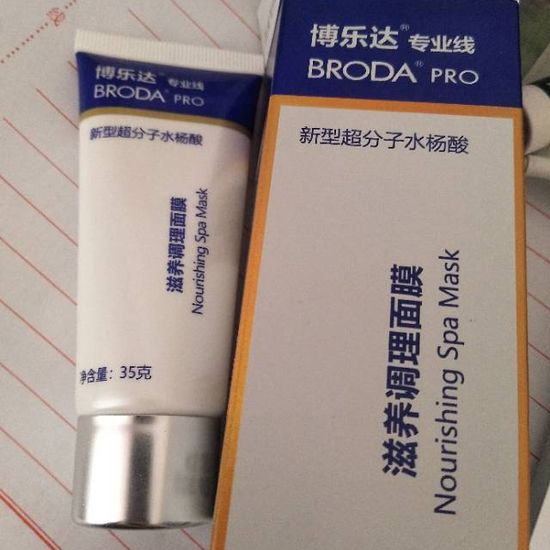 博乐达® 专业线
BRODA® PRO
新型超分子水杨酸
滋养调理面膜
Nourishing Spa Mask
净含量：35克
博乐达® 专业线
BRODA® PRO
新型超分子水杨酸
滋养调理面膜
Nourishing Spa Mask